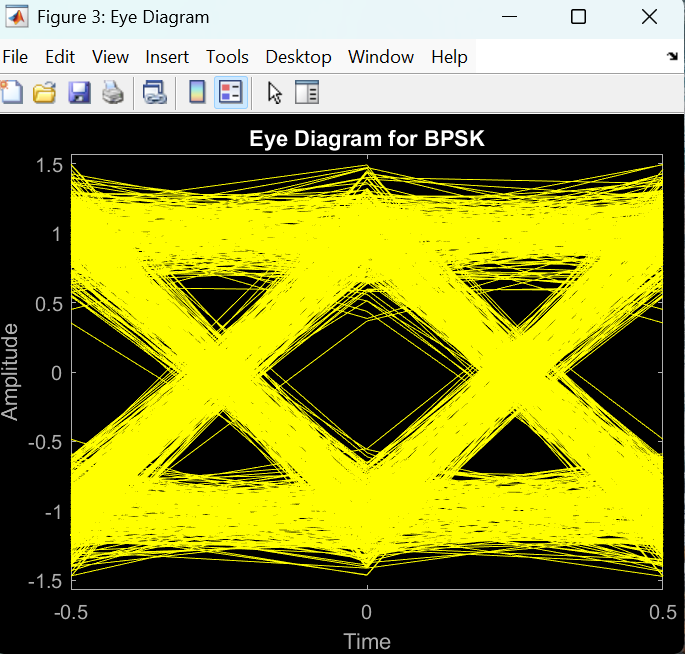 Figure 3: Eye Diagram
File Edit View Insert Tools Desktop Window Help
Eye Diagram for BPSK
1.5
1
0.5
0
-0.5
-1
-1.5
Amplitude
-0.5 0 0.5
Time